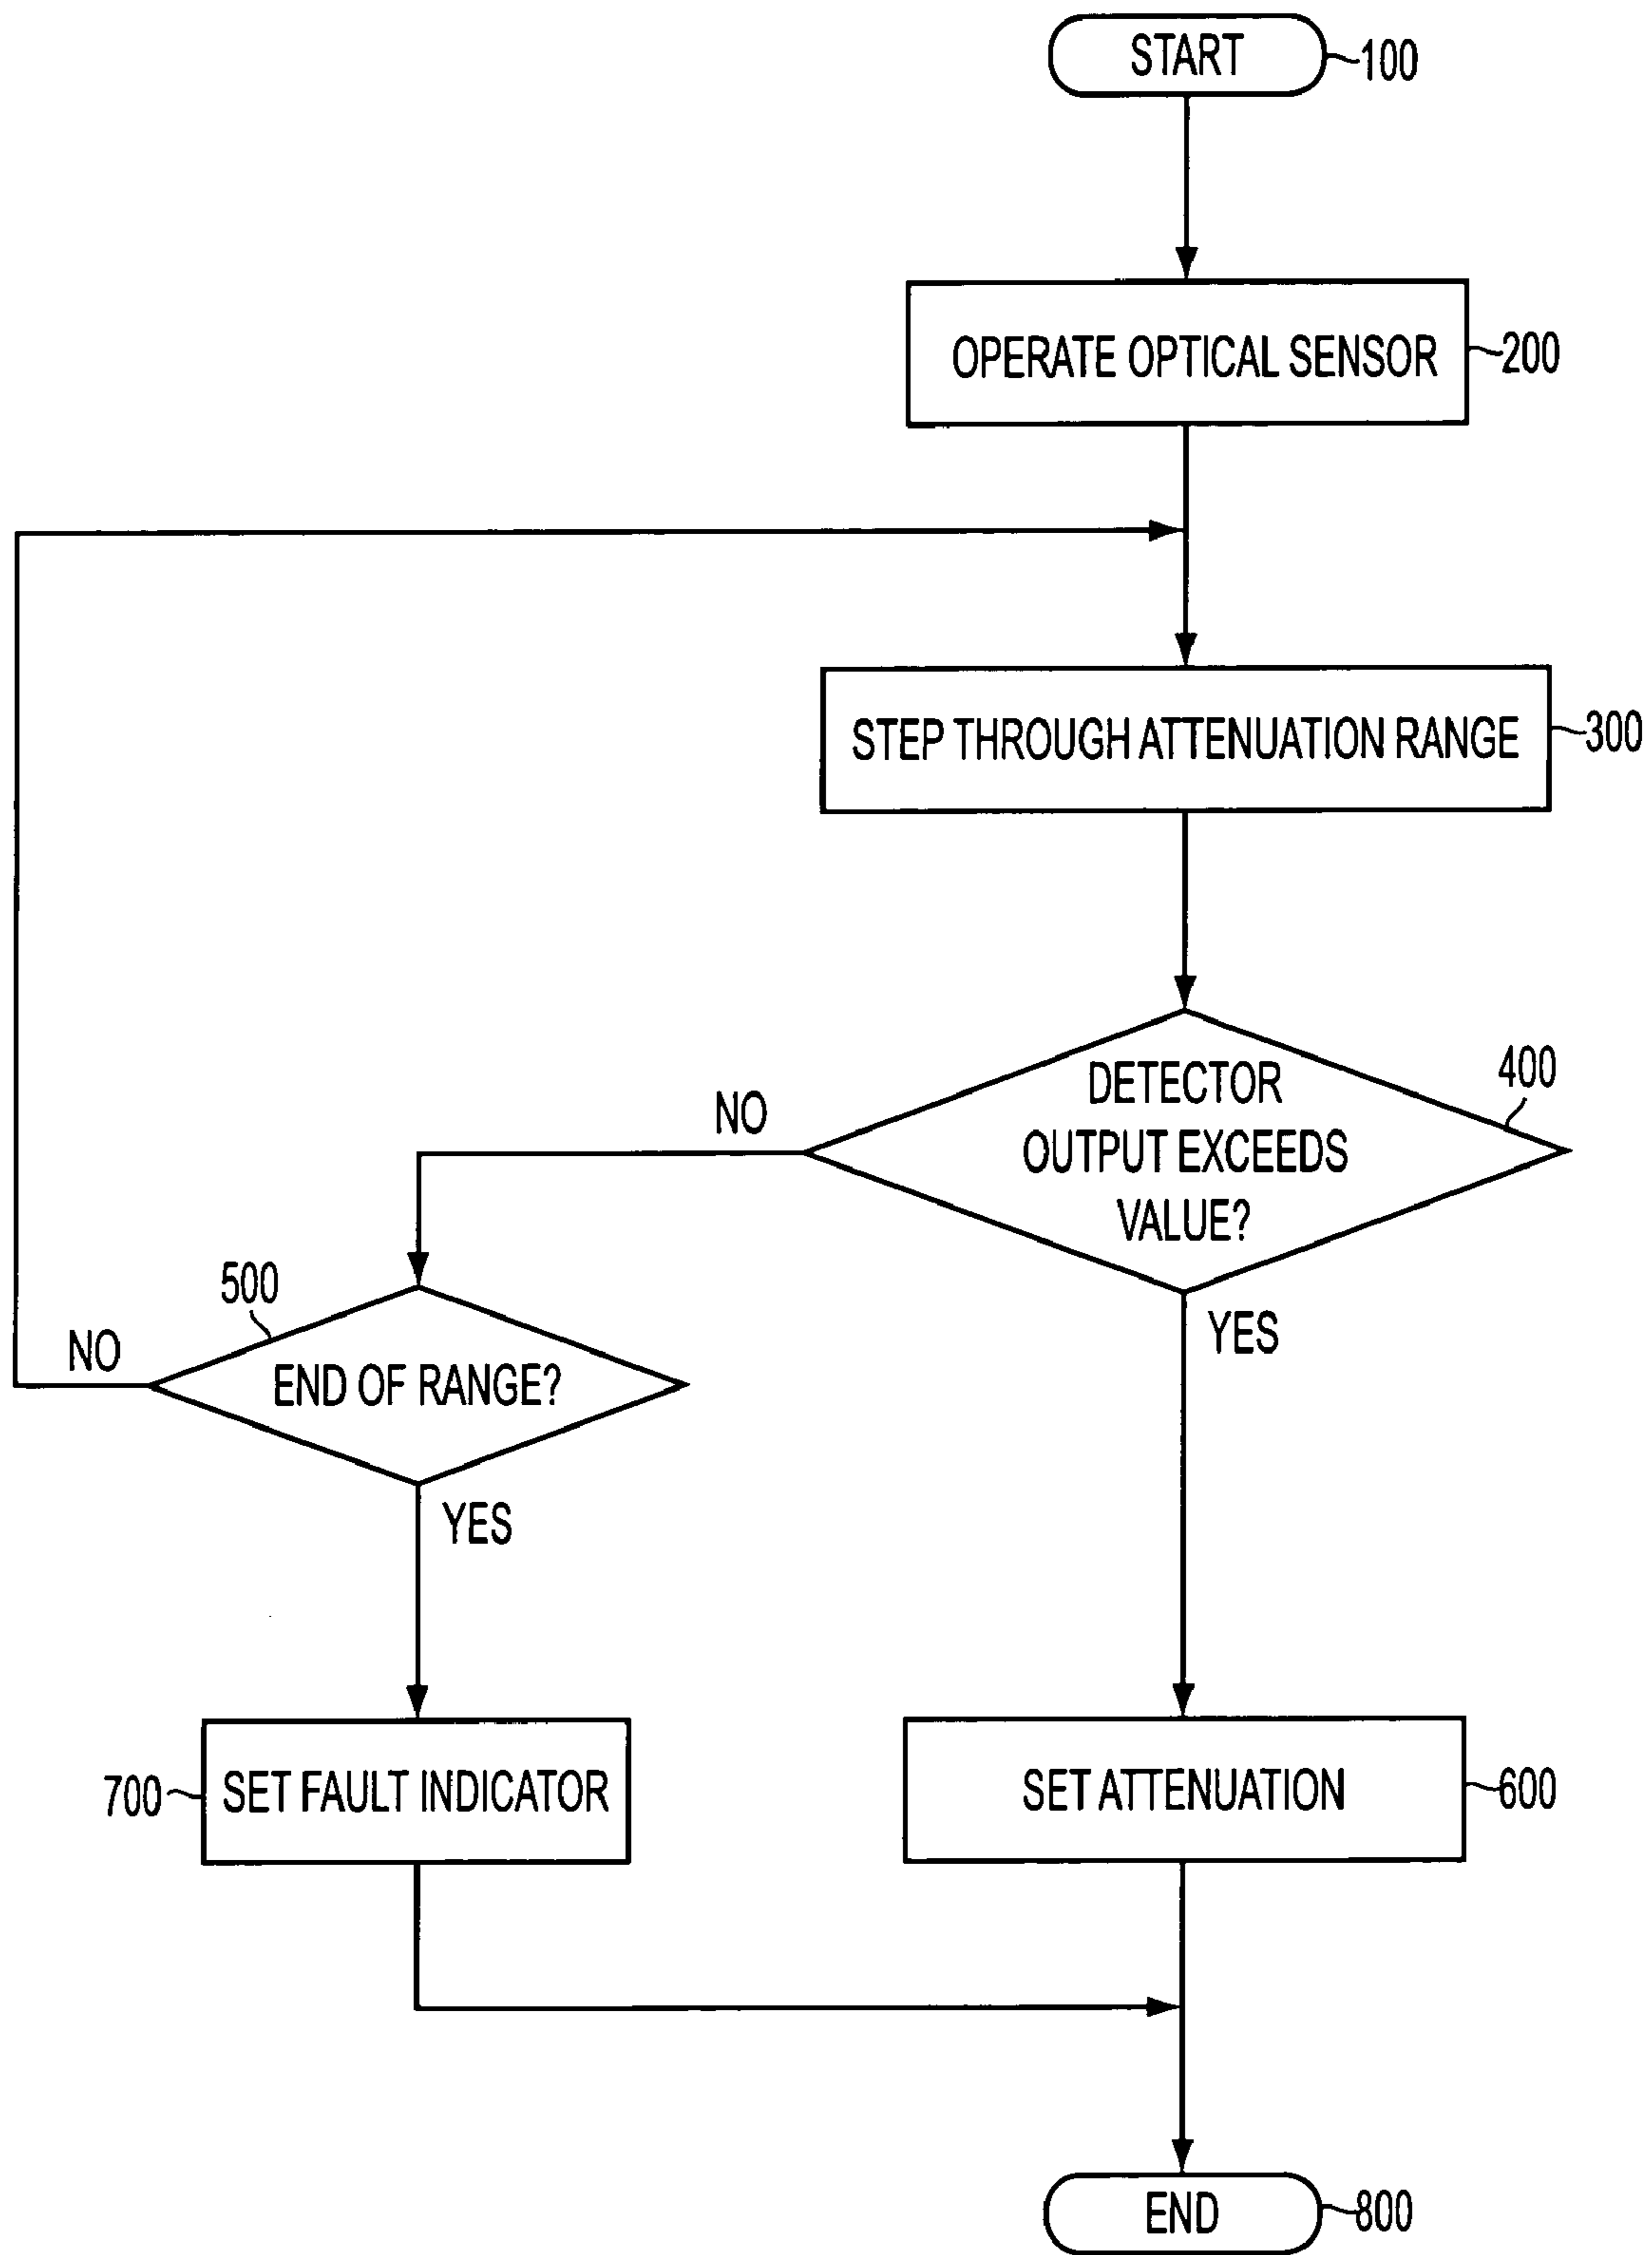 START
100
OPERATE OPTICAL SENSOR
200
STEP THROUGH ATTENUATION RANGE
300
DETECTOR
OUTPUT EXCEEDS
VALUE?
400
NO
YES
500
END OF RANGE?
NO
YES
700
SET FAULT INDICATOR
SET ATTENUATION
600
END
800